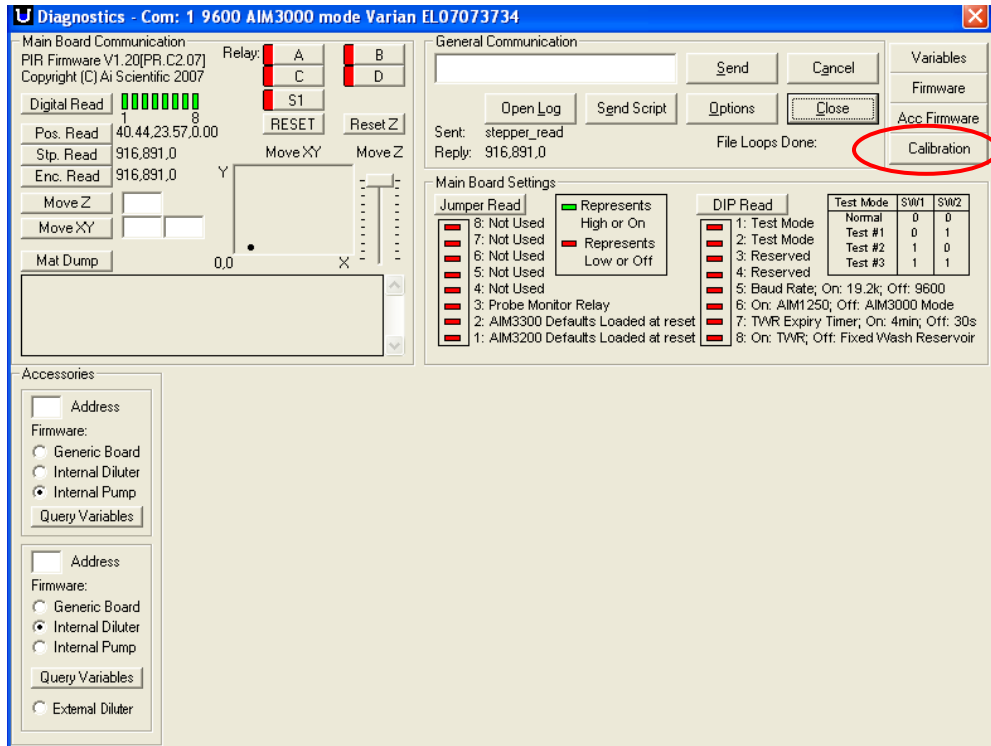 Diagnostics - Com: 1 9600 AIM3000 mode Varian EL07073734
Main Board Communication
PIR Firmware V1.20[PR.C2.07]
Copyright (C) Ai Scientific 2007
Relay:
A
B
C
D
S1
RESET
Reset Z
Digital Read
1 8
Pos. Read 40.44,23.57,0.00
Stp. Read 916,891,0
Enc. Read 916,891,0
Move Z
Move XY
Mat Dump
Move XY
Move Z
Y
0,0
X
General Communication
Send
Cancel
Open Log
Send Script
Options
Close
Sent: stepper_read
Reply: 916,891,0
File Loops Done:
Variables
Firmware
Acc Firmware
Calibration
Main Board Settings
Jumper Read
8: Not Used
7: Not Used
6: Not Used
5: Not Used
4: Not Used
3: Probe Monitor Relay
2: AIM3300 Defaults Loaded at reset
1: AIM3200 Defaults Loaded at reset
Represents
High or On
Represents
Low or Off
DIP Read
1: Test Mode
2: Test Mode
3: Reserved
4: Reserved
5: Baud Rate; On: 19.2k; Off: 9600
6: On: AIM1250; Off: AIM3000 Mode
7: TWR Expiry Timer; On: 4min; Off: 30s
8: On: TWR; Off: Fixed Wash Reservoir
Test Mode SW1 SW2
Normal 0 0
Test #1 0 1
Test #2 1 0
Test #3 1 1
Accessories
Address
Firmware:
Generic Board
Internal Diluter
Internal Pump
Query Variables
Address
Firmware:
Generic Board
Internal Diluter
Internal Pump
Query Variables
External Diluter